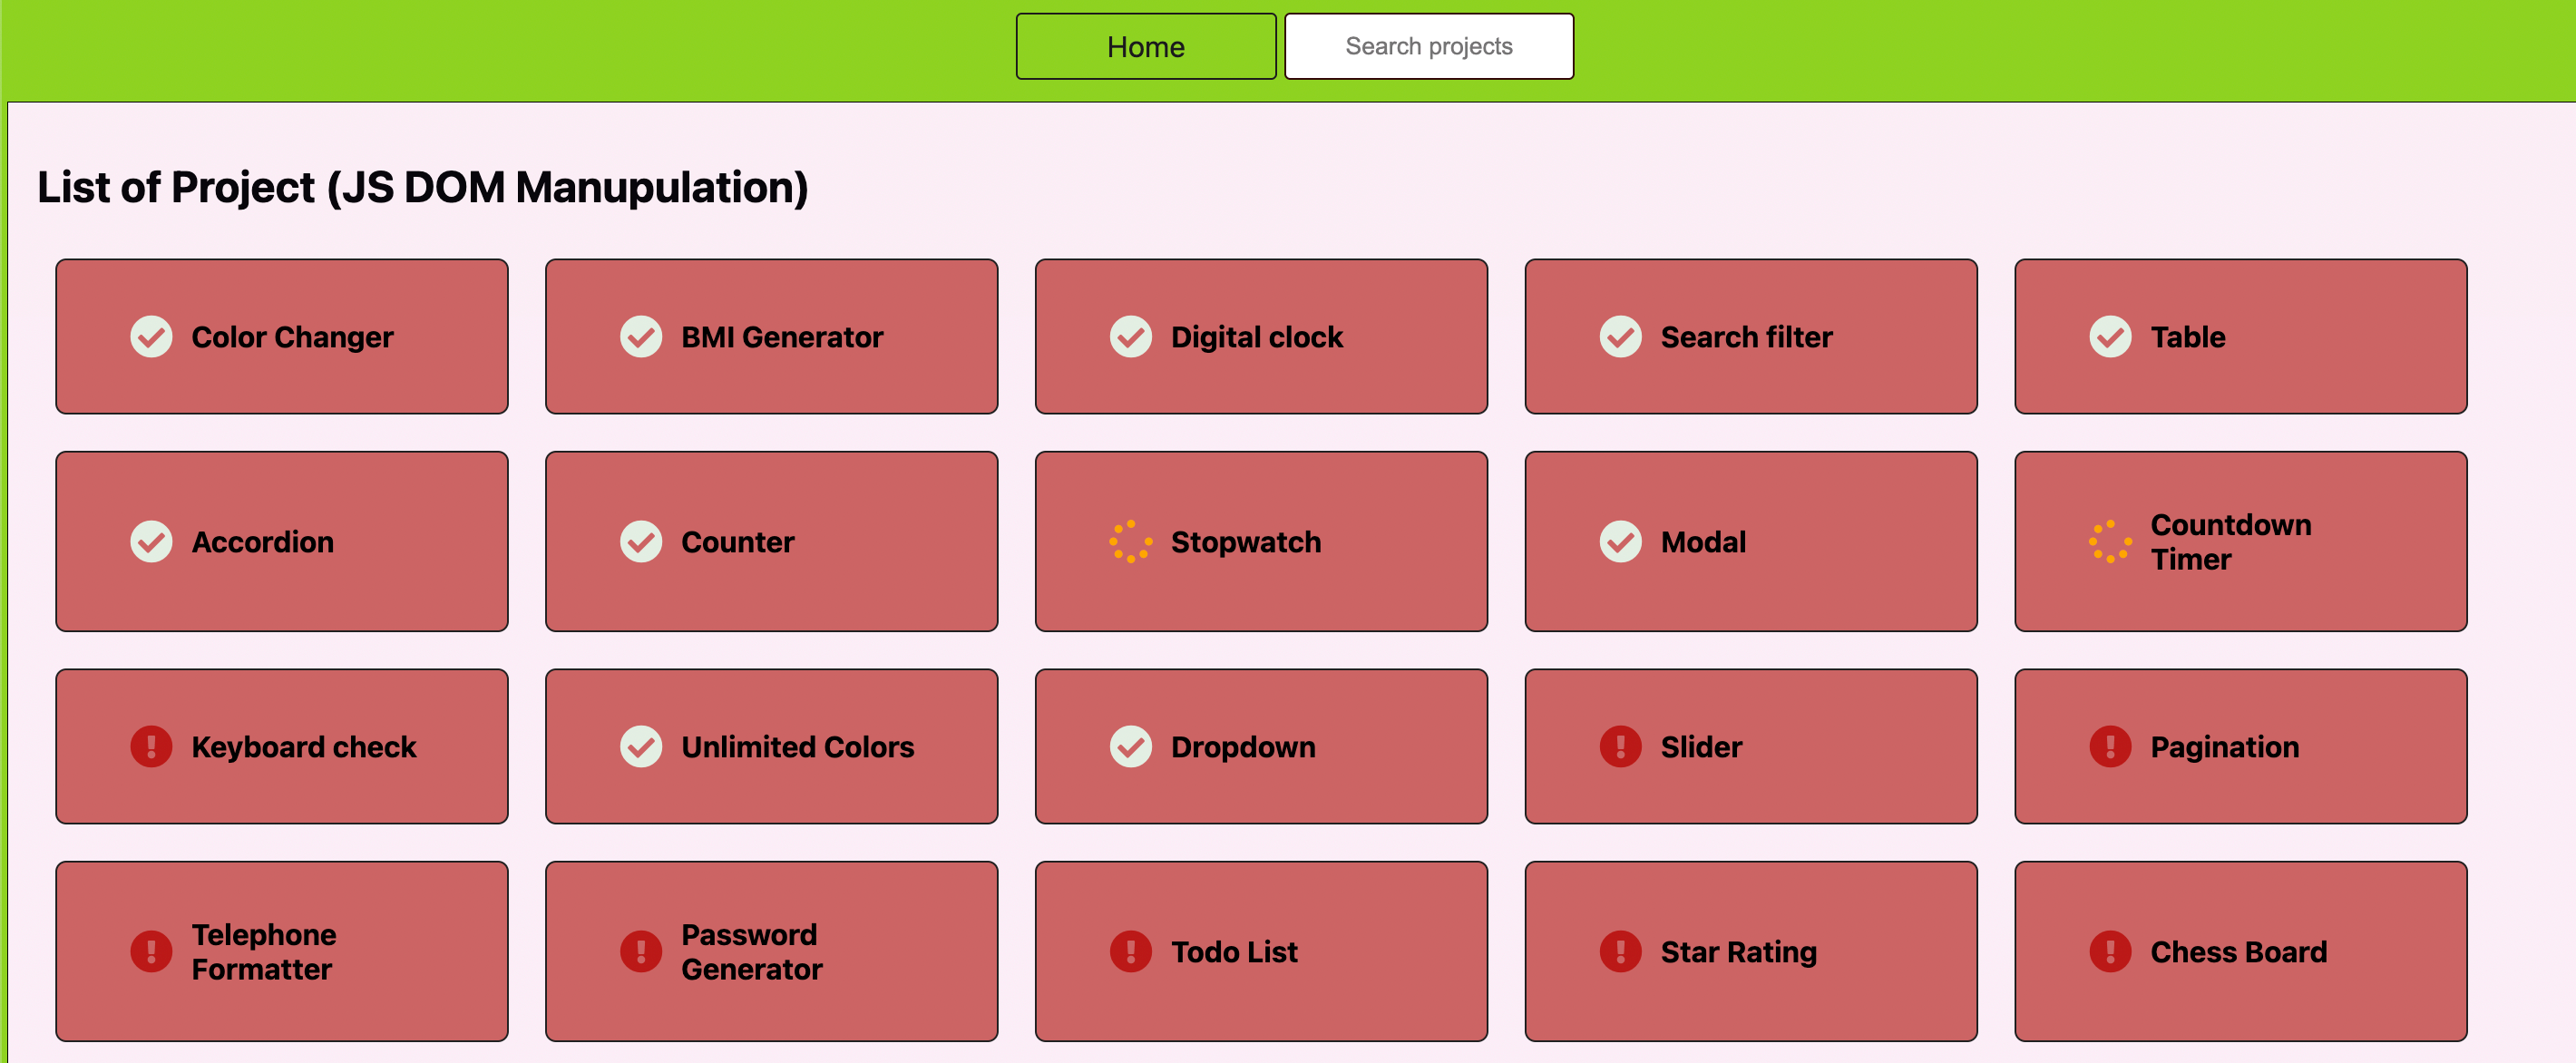 Home
Search projects
List of Project (JS DOM Manupulation)
Color Changer
BMI Generator
Digital clock
Search filter
Table
Accordion
Counter
Stopwatch
Modal
Countdown
Timer
Keyboard check
Unlimited Colors
Dropdown
Slider
Pagination
Telephone
Formatter
Password
Generator
Todo List
Star Rating
Chess Board